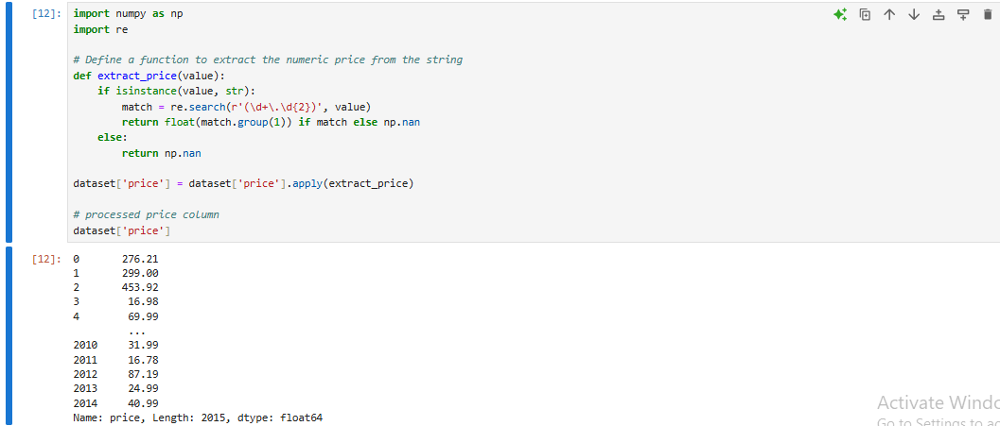 [12]: import numpy as np
import re
# Define a function to extract the numeric price from the string
def extract_price(value):
    if isinstance(value, str):
        match = re.search(r'(\d+\.\d{2})', value)
        return float(match.group(1)) if match else np.nan
    else:
        return np.nan
dataset['price'] = dataset['price'].apply(extract_price)
# processed price column
dataset['price']
[12]: 0       276.21
1       299.00
2       453.92
3        16.98
4        69.99
         ...
2010     31.99
2011     16.78
2012     87.19
2013     24.99
2014     40.99
Name: price, Length: 2015, dtype: float64
Activate Windo
Go to Settings to ac